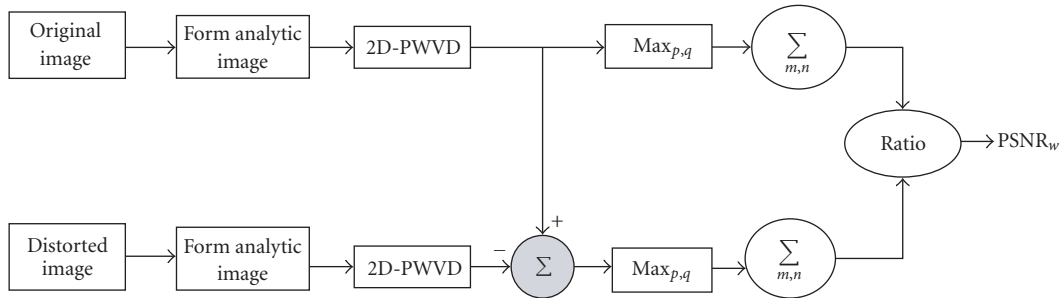 Original
image
Form analytic
image
2D-PWVD
Max_{p,q}
∑
m,n
Ratio
PSNR_w
+
−
Distorted
image
Form analytic
image
2D-PWVD
Σ
Max_{p,q}
∑
m,n